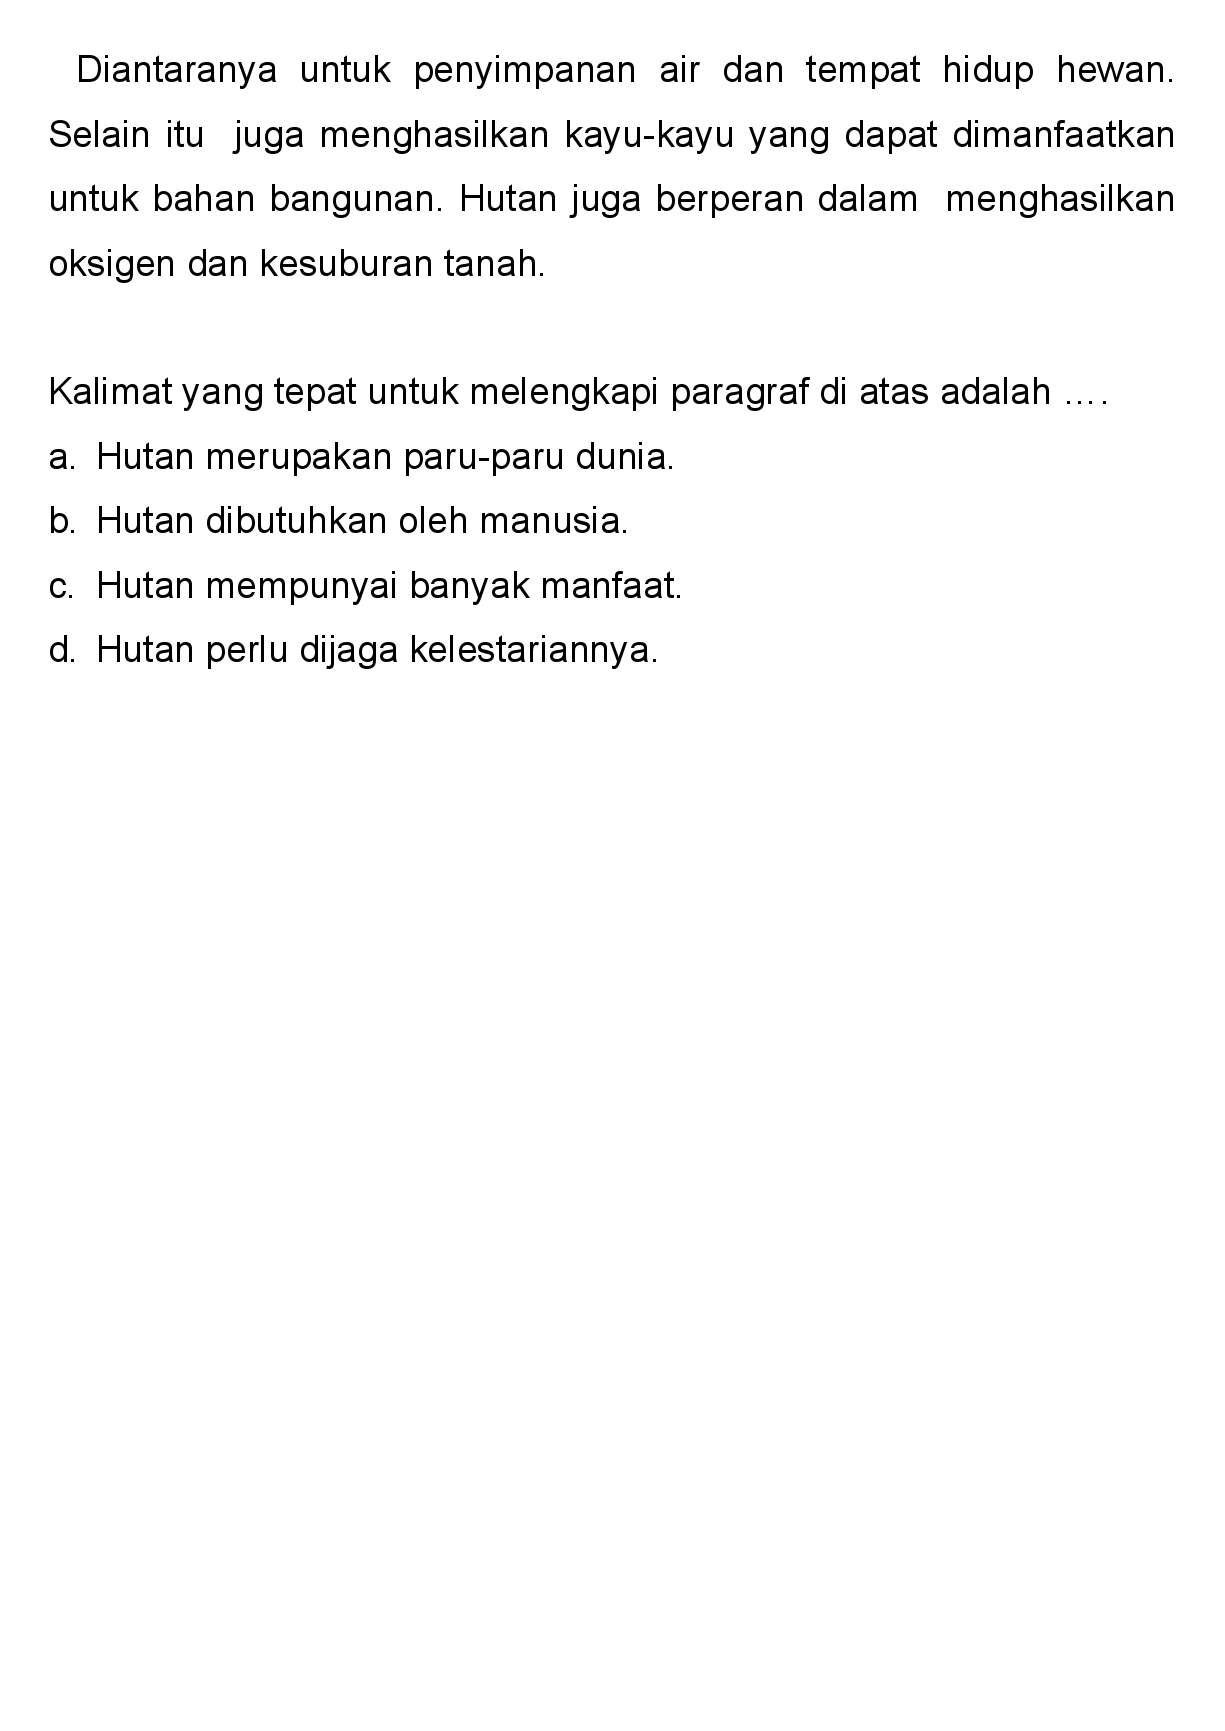 Diantaranya untuk penyimpanan air dan tempat hidup hewan.
Selain itu juga menghasilkan kayu-kayu yang dapat dimanfaatkan
untuk bahan bangunan. Hutan juga berperan dalam menghasilkan
oksigen dan kesuburan tanah.
Kalimat yang tepat untuk melengkapi paragraf di atas adalah ....
a. Hutan merupakan paru-paru dunia.
b. Hutan dibutuhkan oleh manusia.
c. Hutan mempunyai banyak manfaat.
d. Hutan perlu dijaga kelestariannya.